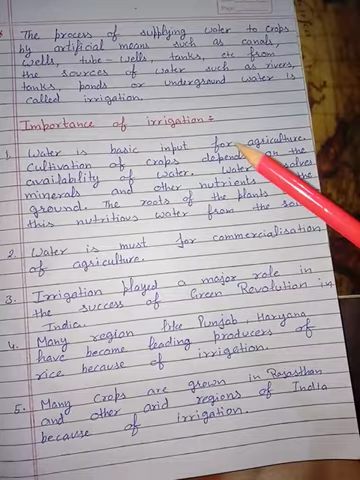 The process of supplying water to crops
by artificial means such as canals,
wells, tube-wells, tanks, etc from
the sources of water such as rivers,
tanks, ponds or underground water is
called irrigation.
Importance of irrigation:
1. Water is basic input for agriculture.
Cultivation of crops depends on the
availability of water. Water dissolves
minerals and other nutrients the
ground. The roots of the plants
this nutritious water from the soil
2. Water is must for commercialisation
of agriculture.
3. Irrigation played a major role in
the success of Green Revolution in
India.
4. Many region like Punjab, Haryana
have become leading producers of
rice because of irrigation.
5. Many crops are grown in Rajasthan
and other arid regions of India
because of irrigation.